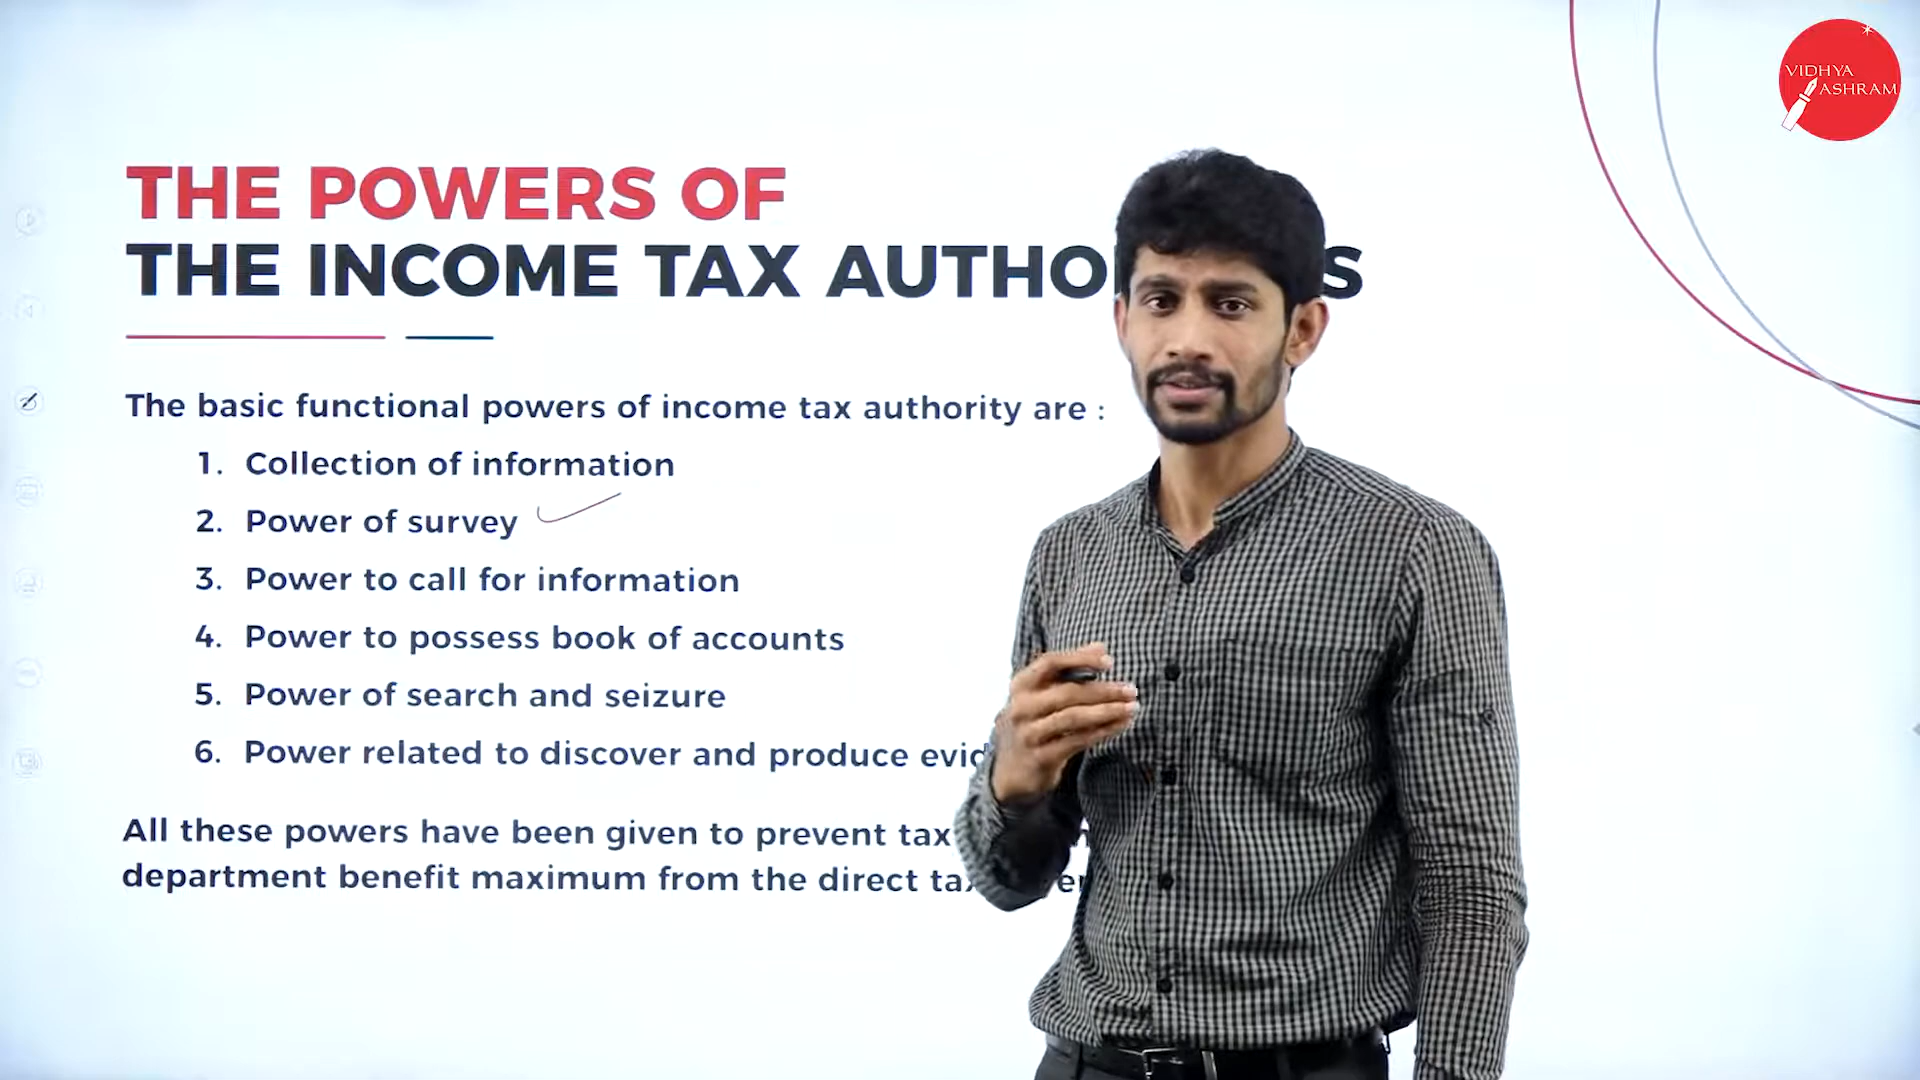 VIDHYA
ASHRAM
THE POWERS OF
THE INCOME TAX
The basic functional powers of income tax authority are :
1. Collection of information
2. Power of survey
3. Power to call for information
4. Power to possess book of accounts
5. Power of search and seizure
6. Power related to discover and produce
All these powers have been given to prevent tax
department benefit maximum from the direct